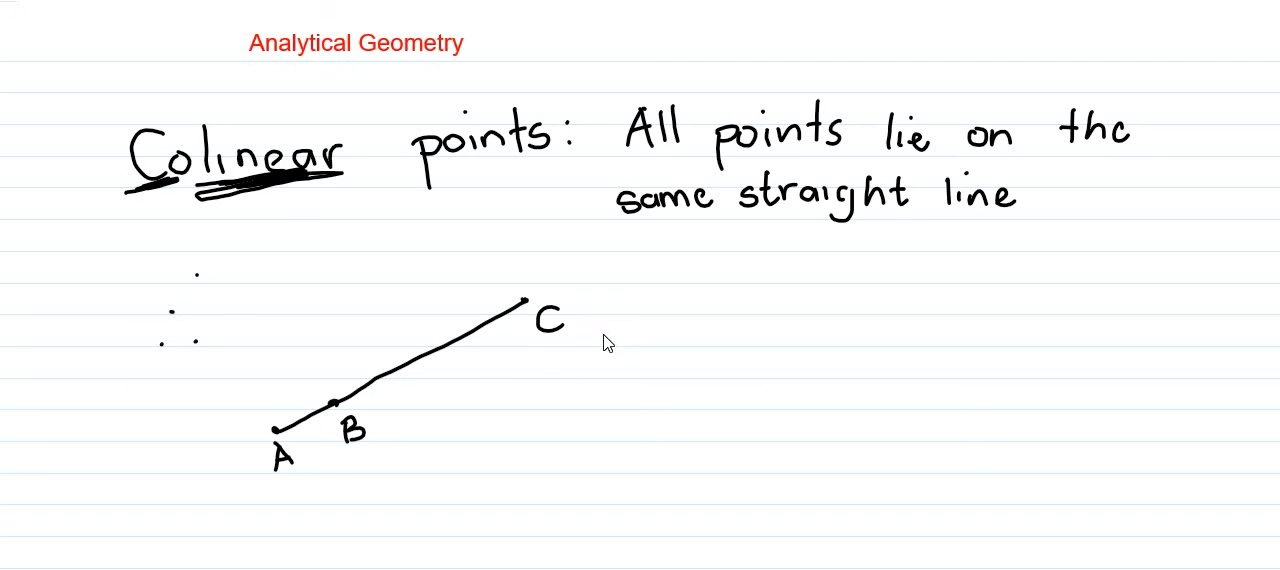 Analytical Geometry
Colinear points: All points lie on the
same straight line
C
B
A